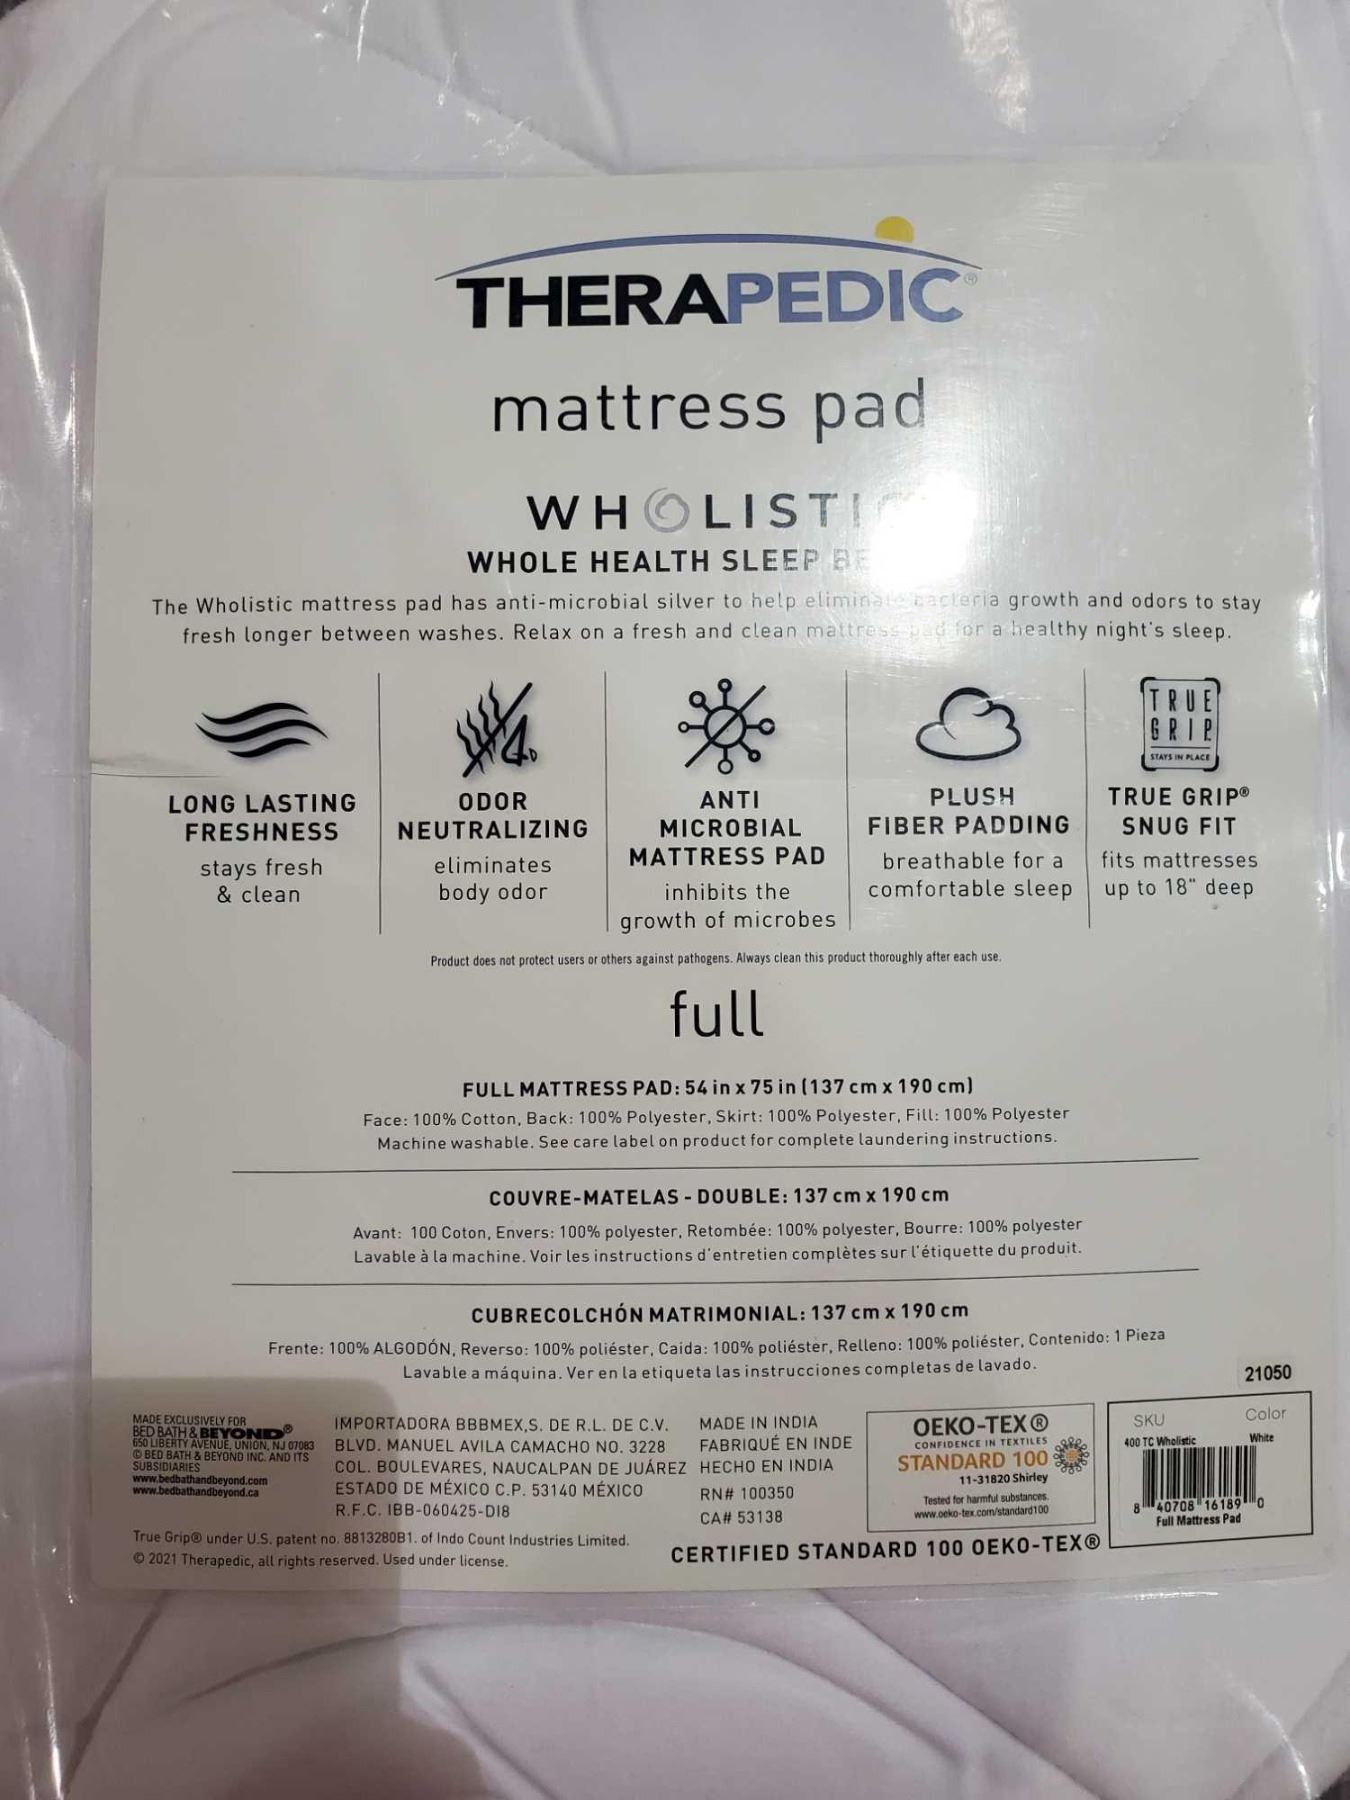 THERAPEDIC®
mattress pad
WHOLISTI
WHOLE HEALTH SLEEP BE
The Wholistic mattress pad has anti-microbial silver to help eliminate bacteria growth and odors to stay
fresh longer between washes. Relax on a fresh and clean mattress pad for a healthy night's sleep.
TRUE
GRIP
STAYS IN PLACE
LONG LASTING
FRESHNESS
stays fresh
& clean
ODOR
NEUTRALIZING
eliminates
body odor
ANTI
MICROBIAL
MATTRESS PAD
inhibits the
growth of microbes
PLUSH
FIBER PADDING
breathable for a
comfortable sleep
TRUE GRIP®
SNUG FIT
fits mattresses
up to 18" deep
Product does not protect users or others against pathogens. Always clean this product thoroughly after each use.
full
FULL MATTRESS PAD: 54 in x 75 in (137 cm x 190 cm)
Face: 100% Cotton, Back: 100% Polyester, Skirt: 100% Polyester, Fill: 100% Polyester
Machine washable. See care label on product for complete laundering instructions.
COUVRE-MATELAS - DOUBLE: 137 cm x 190 cm
Avant: 100 Coton, Envers: 100% polyester, Retombée: 100% polyester, Bourre: 100% polyester
Lavable à la machine. Voir les instructions d'entretien complètes sur l'étiquette du produit.
CUBRECOLCHÓN MATRIMONIAL: 137 cm x 190 cm
Frente: 100% ALGODÓN, Reverso: 100% poliéster, Caida: 100% poliéster, Relleno: 100% poliéster, Contenido: 1 Pieza
Lavable a máquina. Ver en la etiqueta las instrucciones completas de lavado.
21050
MADE EXCLUSIVELY FOR
BED BATH & BEYOND®
650 LIBERTY AVENUE, UNION, NJ 07083
© BED BATH & BEYOND INC. AND ITS
SUBSIDIARIES
www.bedbathandbeyond.com
www.bedbathandbeyond.ca
IMPORTADORA BBBMEX,S. DE R.L. DE C.V.
BLVD. MANUEL AVILA CAMACHO NO. 3228
COL. BOULEVARES, NAUCALPAN DE JUÁREZ
ESTADO DE MÉXICO C.P. 53140 MÉXICO
R.F.C. IBB-060425-DI8
MADE IN INDIA
FABRIQUÉ EN INDE
HECHO EN INDIA
RN# 100350
CA# 53138
OEKO-TEX®
CONFIDENCE IN TEXTILES
STANDARD 100
11-31820 Shirley
Tested for harmful substances.
www.oeko-tex.com/standard100
SKU Color
400 TC Wholistic White
8 40708 16189 0
Full Mattress Pad
True Grip® under U.S. patent no. 8813280B1. of Indo Count Industries Limited.
© 2021 Therapedic, all rights reserved. Used under license.
CERTIFIED STANDARD 100 OEKO-TEX®